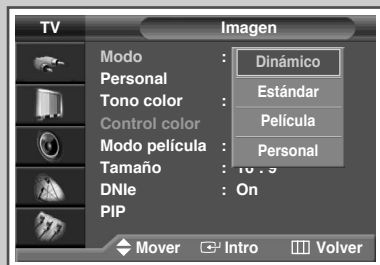 TV Imagen
Modo :
Dinámico
Estándar
Película
Personal
Personal
Tono color :
Control color
Modo película :
Tamaño : 16 : 9
DNIe : On
PIP
Mover Intro Volver